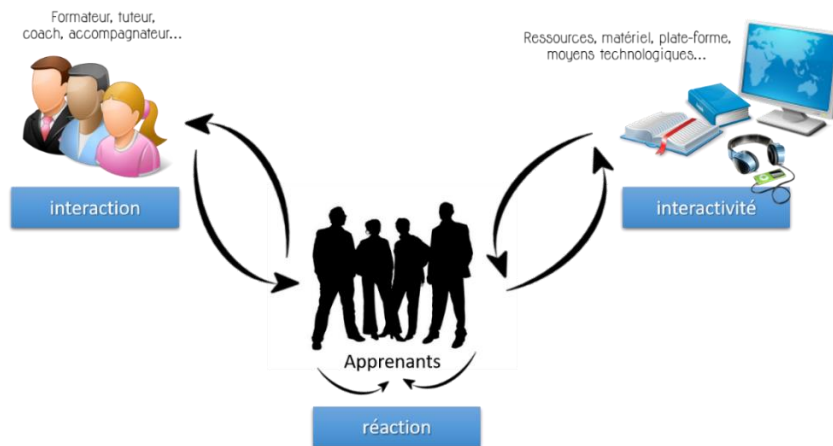 Formateur, tuteur,
coach, accompagnateur...
Ressources, matériel, plate-forme,
moyens technologiques...
interaction
interactivité
Apprenants
réaction